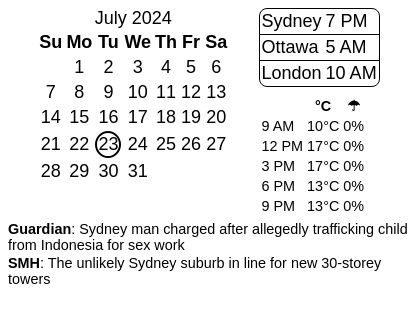 July 2024
Su Mo Tu We Th Fr Sa
1 2 3 4 5 6
7 8 9 10 11 12 13
14 15 16 17 18 19 20
21 22 23 24 25 26 27
28 29 30 31
Sydney 7 PM
Ottawa 5 AM
London 10 AM
°C ☂
9 AM 10°C 0%
12 PM 17°C 0%
3 PM 17°C 0%
6 PM 13°C 0%
9 PM 13°C 0%
Guardian: Sydney man charged after allegedly trafficking child
from Indonesia for sex work
SMH: The unlikely Sydney suburb in line for new 30-storey
towers